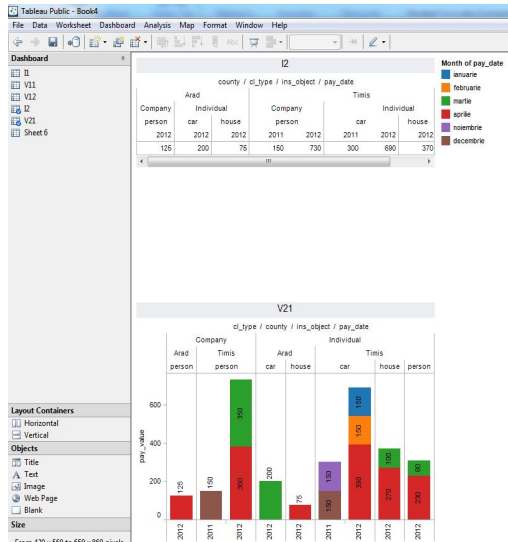 Tableau Public - Book4
File Data Worksheet Dashboard Analysis Map Format Window Help
Abc
Dashboard
I1
V11
V12
I2
V21
Sheet 6
Layout Containers
Horizontal
Vertical
Objects
Title
Text
Image
Web Page
Blank
Size
I2
county / cl_type / ins_object / pay_date
Arad Timis
Company Individual Company Individual
person car house person car house
2012 2012 2012 2011 2012 2011 2012 2012
125 200 75 150 730 300 690 370
Month of pay_date
ianuarie
februarie
martie
aprilie
noiembrie
decembrie
V21
cl_type / county / ins_object / pay_date
Company Individual
Arad Timis Arad Timis
person person car house car house person
pay_value
600
400
200
0
125
150
350
380
200
75
150
150
150
150
390
100
270
80
230
2012 2011 2012 2012 2012 2011 2012 2012 2012